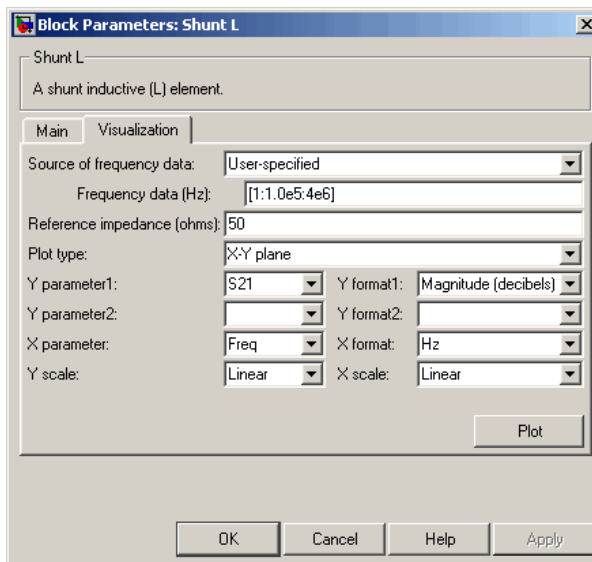 Block Parameters: Shunt L
Shunt L
A shunt inductive (L) element.
Main Visualization
Source of frequency data: User-specified
Frequency data (Hz): [1:1.0e5:4e6]
Reference impedance (ohms): 50
Plot type: X-Y plane
Y parameter1: S21 Y format1: Magnitude (decibels)
Y parameter2: Y format2:
X parameter: Freq X format: Hz
Y scale: Linear X scale: Linear
Plot
OK Cancel Help Apply